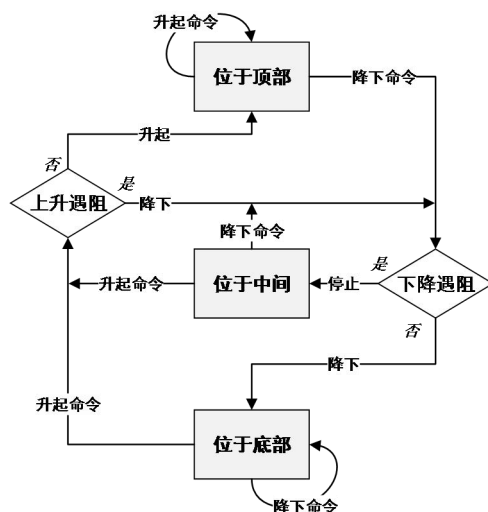 升起命令
位于顶部
降下命令
升起
否
是
上升遇阻
降下
降下命令
是
升起命令
位于中间
停止
下降遇阻
否
降下
升起命令
位于底部
降下命令